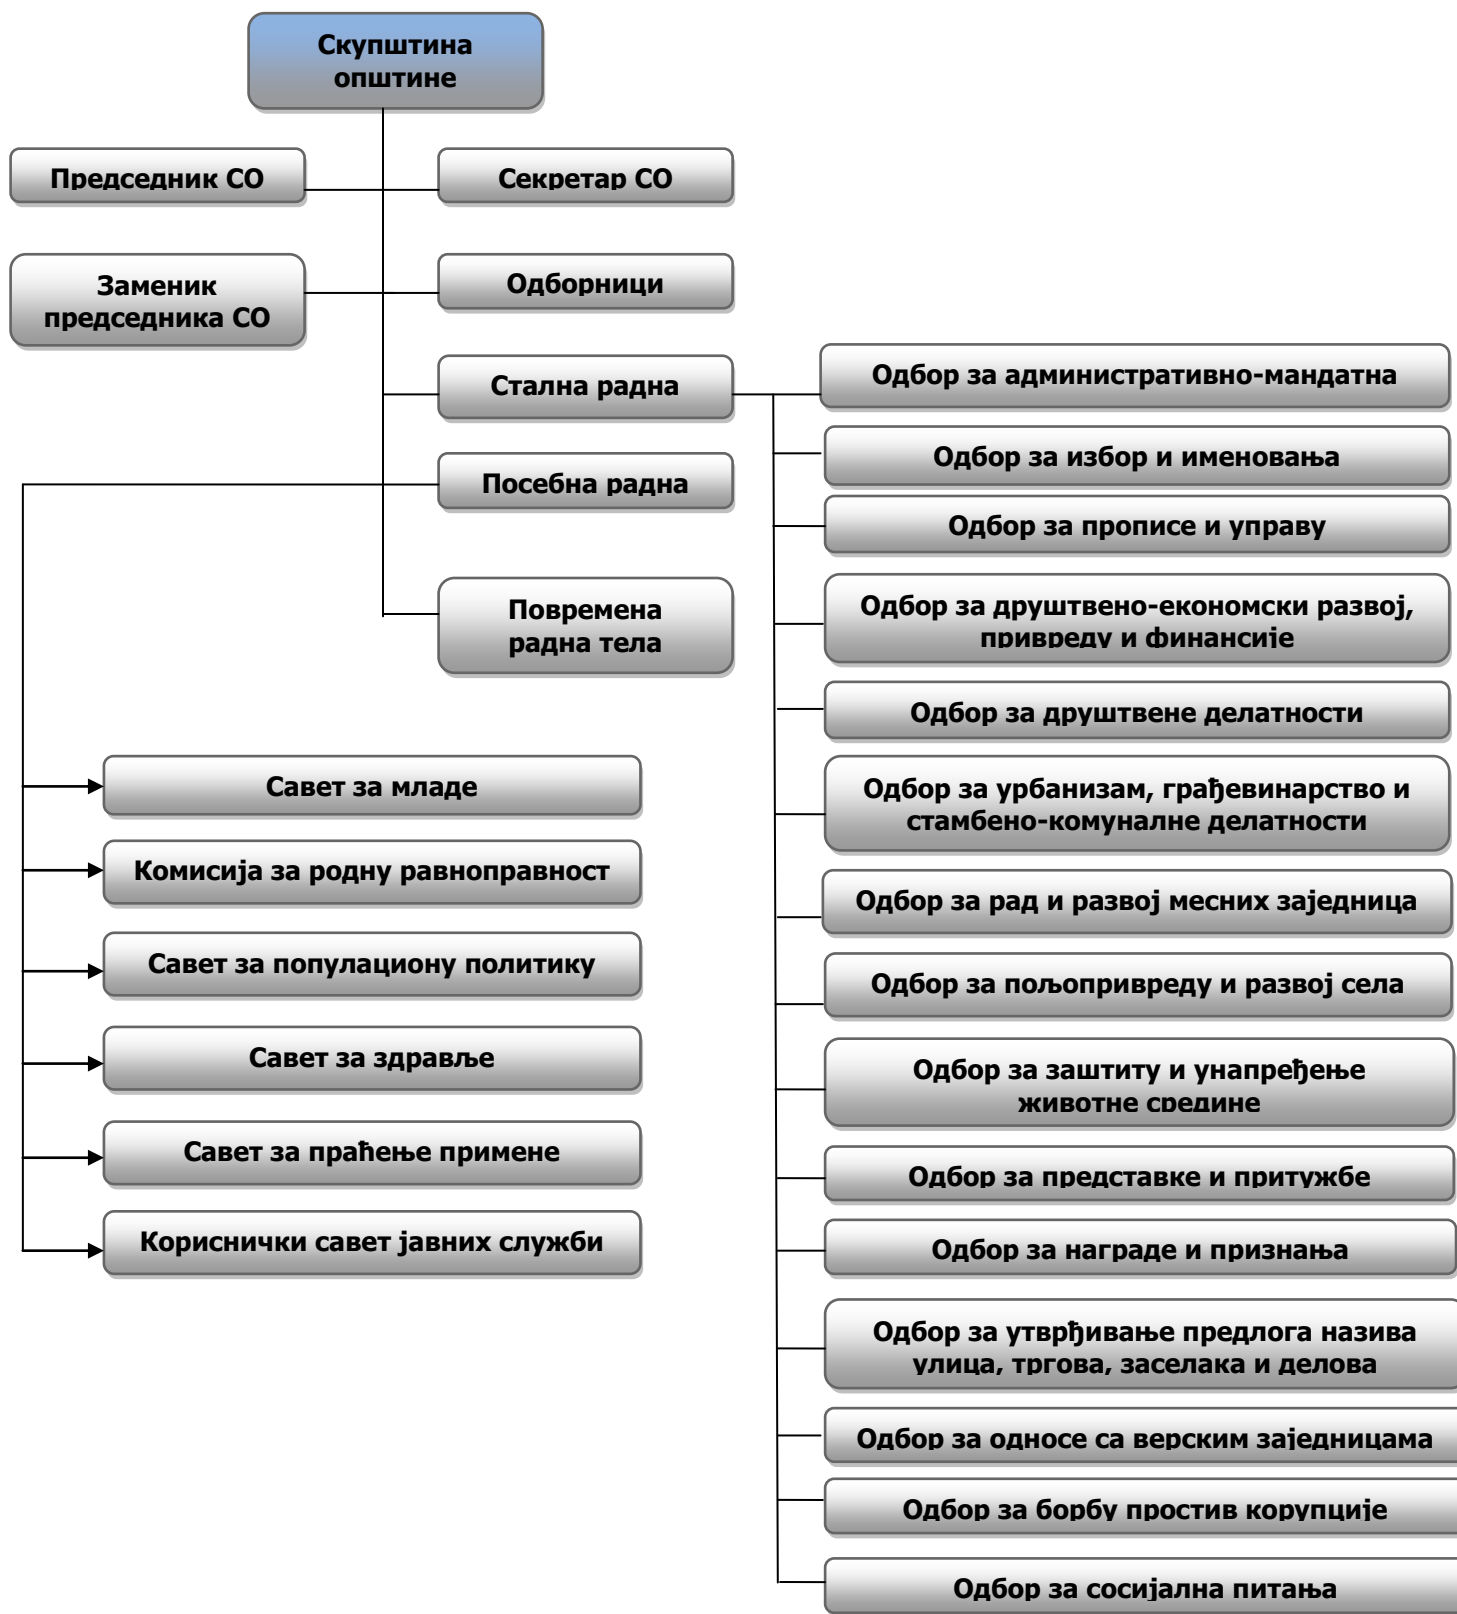 Скупштина
општине
Председник СО
Секретар СО
Заменик
председника СО
Одборници
Стална радна
Посебна радна
Повремена
радна тела
Одбор за административно-мандатна
Одбор за избор и именовања
Одбор за прописе и управу
Одбор за друштвено-економски развој,
привреду и финансије
Одбор за друштвене делатности
Одбор за урбанизам, грађевинарство и
стамбено-комуналне делатности
Одбор за рад и развој месних заједница
Одбор за пољопривреду и развој села
Одбор за заштиту и унапређење
животне средине
Одбор за представке и притужбе
Одбор за награде и признања
Одбор за утврђивање предлога назива
улица, тргова, заселака и делова
Одбор за односе са верским заједницама
Одбор за борбу простив корупције
Одбор за сосијална питања
Савет за младе
Комисија за родну равноправност
Савет за популациону политику
Савет за здравље
Савет за праћење примене
Кориснички савет јавних служби